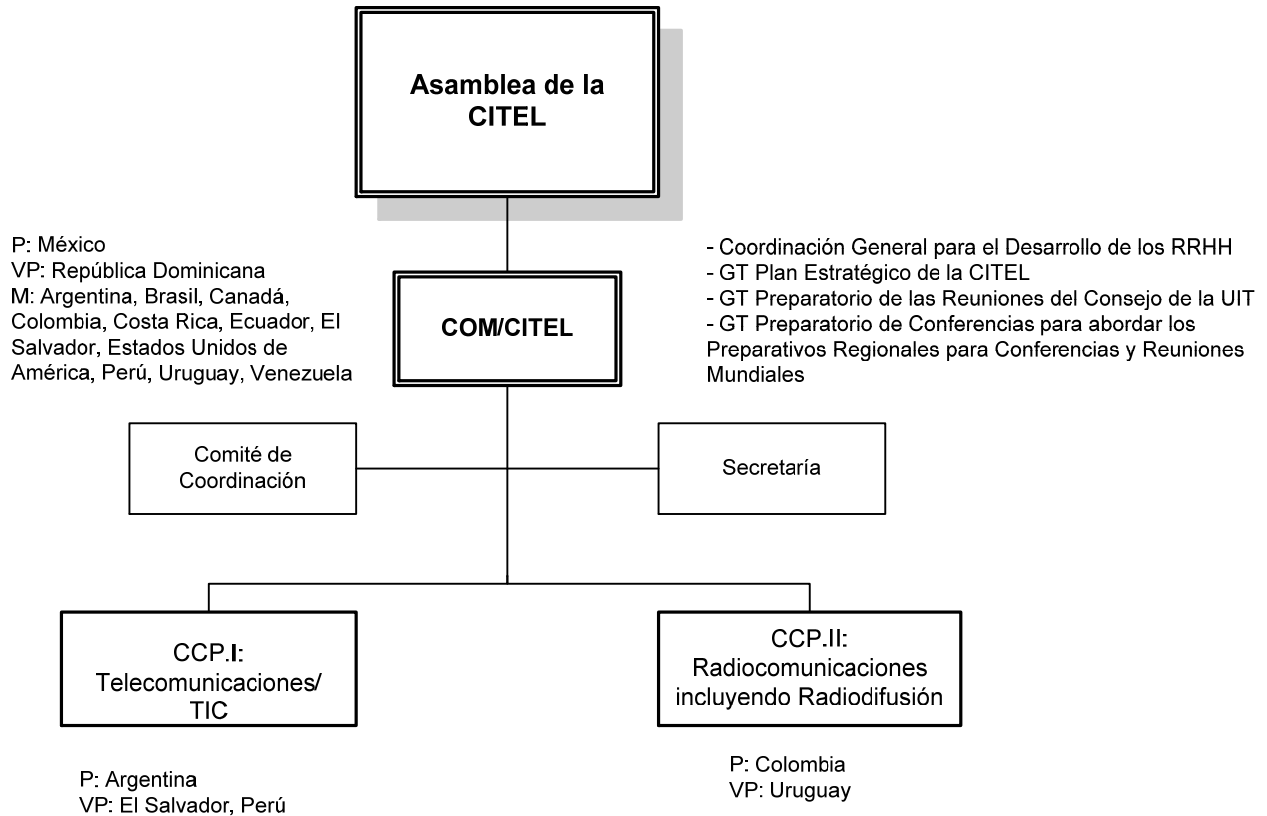 Asamblea de la
CITEL
P: México
VP: República Dominicana
M: Argentina, Brasil, Canadá,
Colombia, Costa Rica, Ecuador, El
Salvador, Estados Unidos de
América, Perú, Uruguay, Venezuela
COM/CITEL
- Coordinación General para el Desarrollo de los RRHH
- GT Plan Estratégico de la CITEL
- GT Preparatorio de las Reuniones del Consejo de la UIT
- GT Preparatorio de Conferencias para abordar los
Preparativos Regionales para Conferencias y Reuniones
Mundiales
Comité de
Coordinación
Secretaría
CCP.I:
Telecomunicaciones/
TIC
CCP.II:
Radiocomunicaciones
incluyendo Radiodifusión
P: Argentina
VP: El Salvador, Perú
P: Colombia
VP: Uruguay